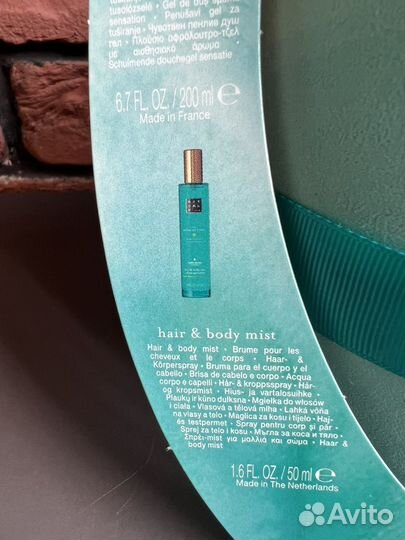 tusolózselé • Gel de duș
sensation • Penušavi gel za
tuširanje • Чувствен пенлив душ
гел • Πλούσιο αφρόλουτρο-τζελ
με αισθησιακό άρωμα •
Schuimende douchegel sensatie
6.7 FL. OZ. / 200 ml ℮
Made in France
hair & body mist
Hair & body mist • Brume pour les
cheveux et le corps • Haar- &
Körperspray • Bruma para el cuerpo y el
cabello • Brisa de cabelo e corpo • Acqua
corpo e capelli • Hår- & kroppsspray • Hår-
og kropsmist • Hius- ja vartalosuihke •
Plaukų ir kūno dulksna • Mgiełka do włosów
i ciała • Vlasová a tělová mlha • Lahká vôňa
na vlasy a telo • Maglica za kosu i tijelo • Haj-
és testpermet • Spray pentru corp și păr •
Sprej za telo i kosu • Мъгла за коса и тяло •
Σπρέι-mist για μαλλιά και σώμα • Haar &
body mist
1.6 FL. OZ. / 50 ml ℮
Made in The Netherlands
Avito